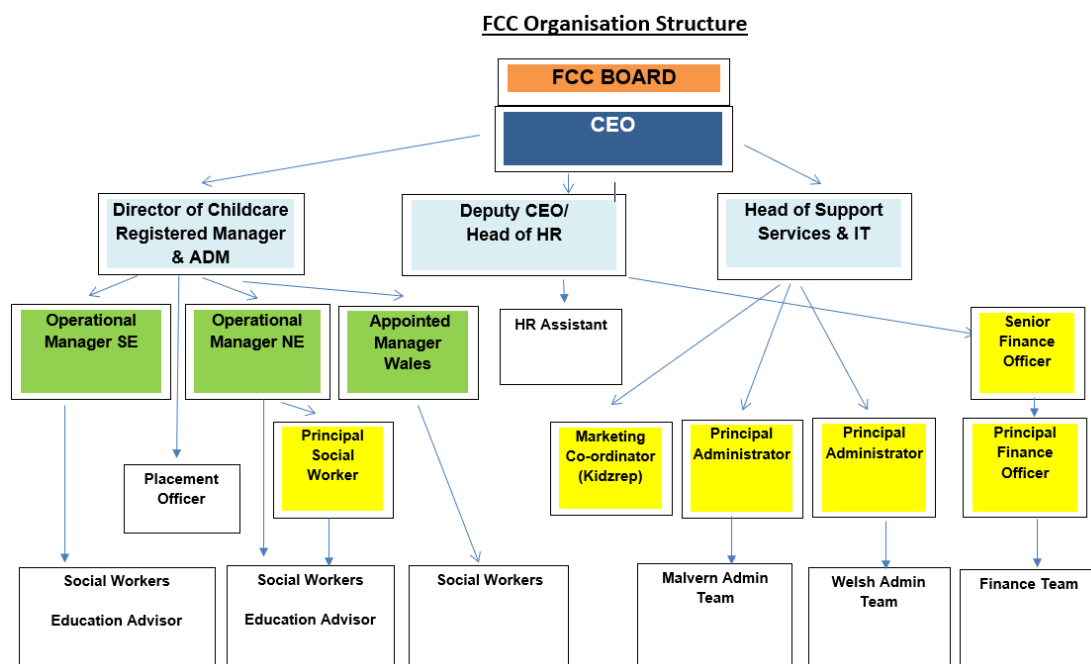 FCC Organisation Structure
FCC BOARD
CEO
Director of Childcare
Registered Manager
& ADM
Deputy CEO/
Head of HR
Head of Support
Services & IT
Operational
Manager SE
Operational
Manager NE
Appointed
Manager
Wales
HR Assistant
Senior
Finance
Officer
Placement
Officer
Principal
Social
Worker
Marketing
Co-ordinator
(Kidzrep)
Principal
Administrator
Principal
Administrator
Principal
Finance
Officer
Social Workers
Education Advisor
Social Workers
Education Advisor
Social Workers
Malvern Admin
Team
Welsh Admin
Team
Finance Team